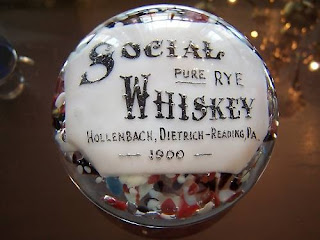 SOCIAL
PURE RYE
WHISKEY
HOLLENBACH, DIETRICH-READING, PA
— 1900 —